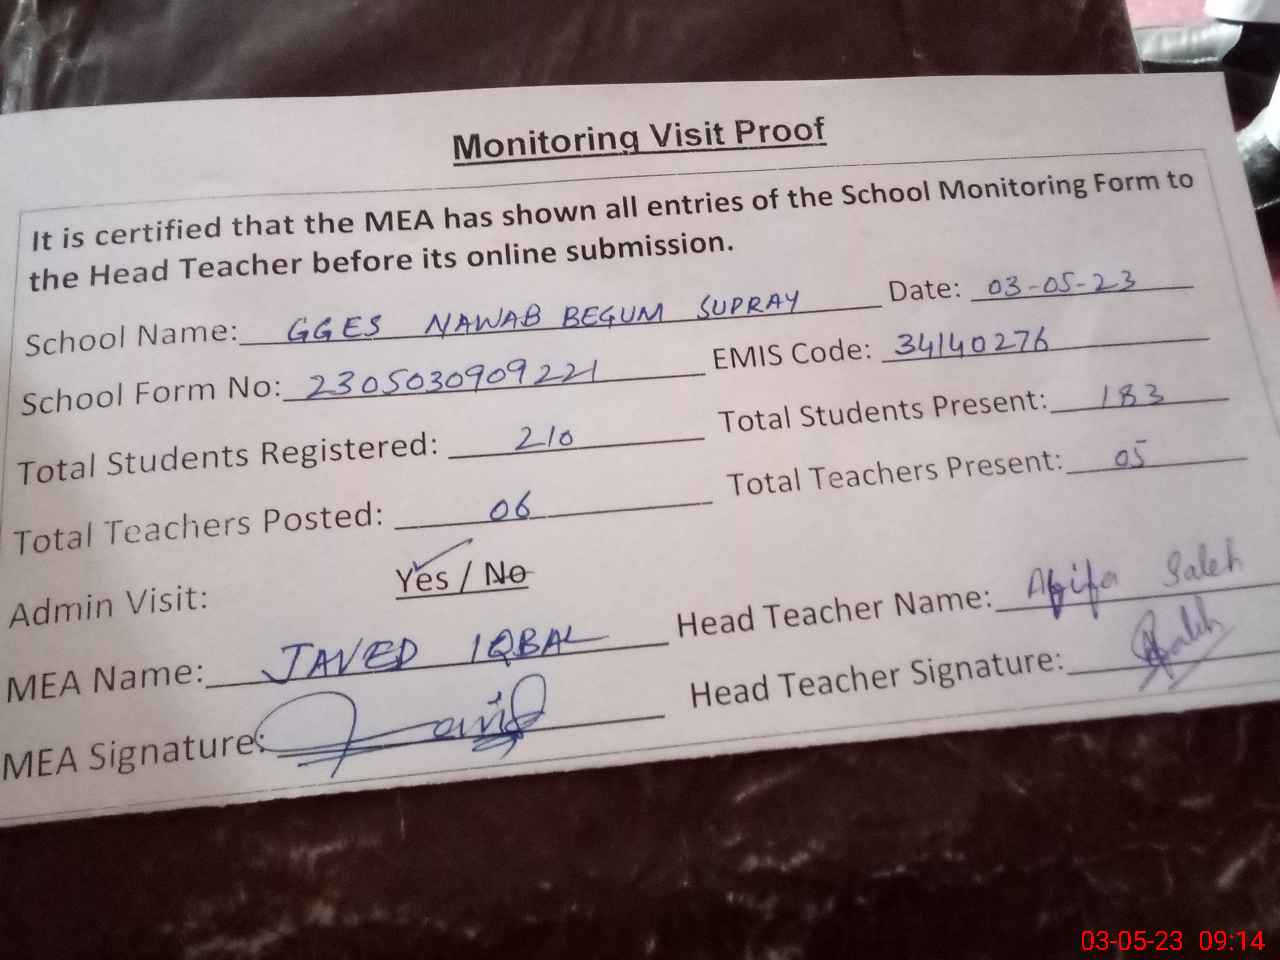 Monitoring Visit Proof
It is certified that the MEA has shown all entries of the School Monitoring Form to
the Head Teacher before its online submission.
School Name: GGES NAWAB BEGUM SUPRAY Date: 03-05-23
School Form No: 2305030909221 EMIS Code: 34140276
Total Students Registered: 210 Total Students Present: 183
Total Teachers Posted: 06 Total Teachers Present: 05
Admin Visit: Yes / No
MEA Name: JAVED IQBAL Head Teacher Name: Afifa Saleh
MEA Signature: Javid Head Teacher Signature: ASaleh
03-05-23 09:14